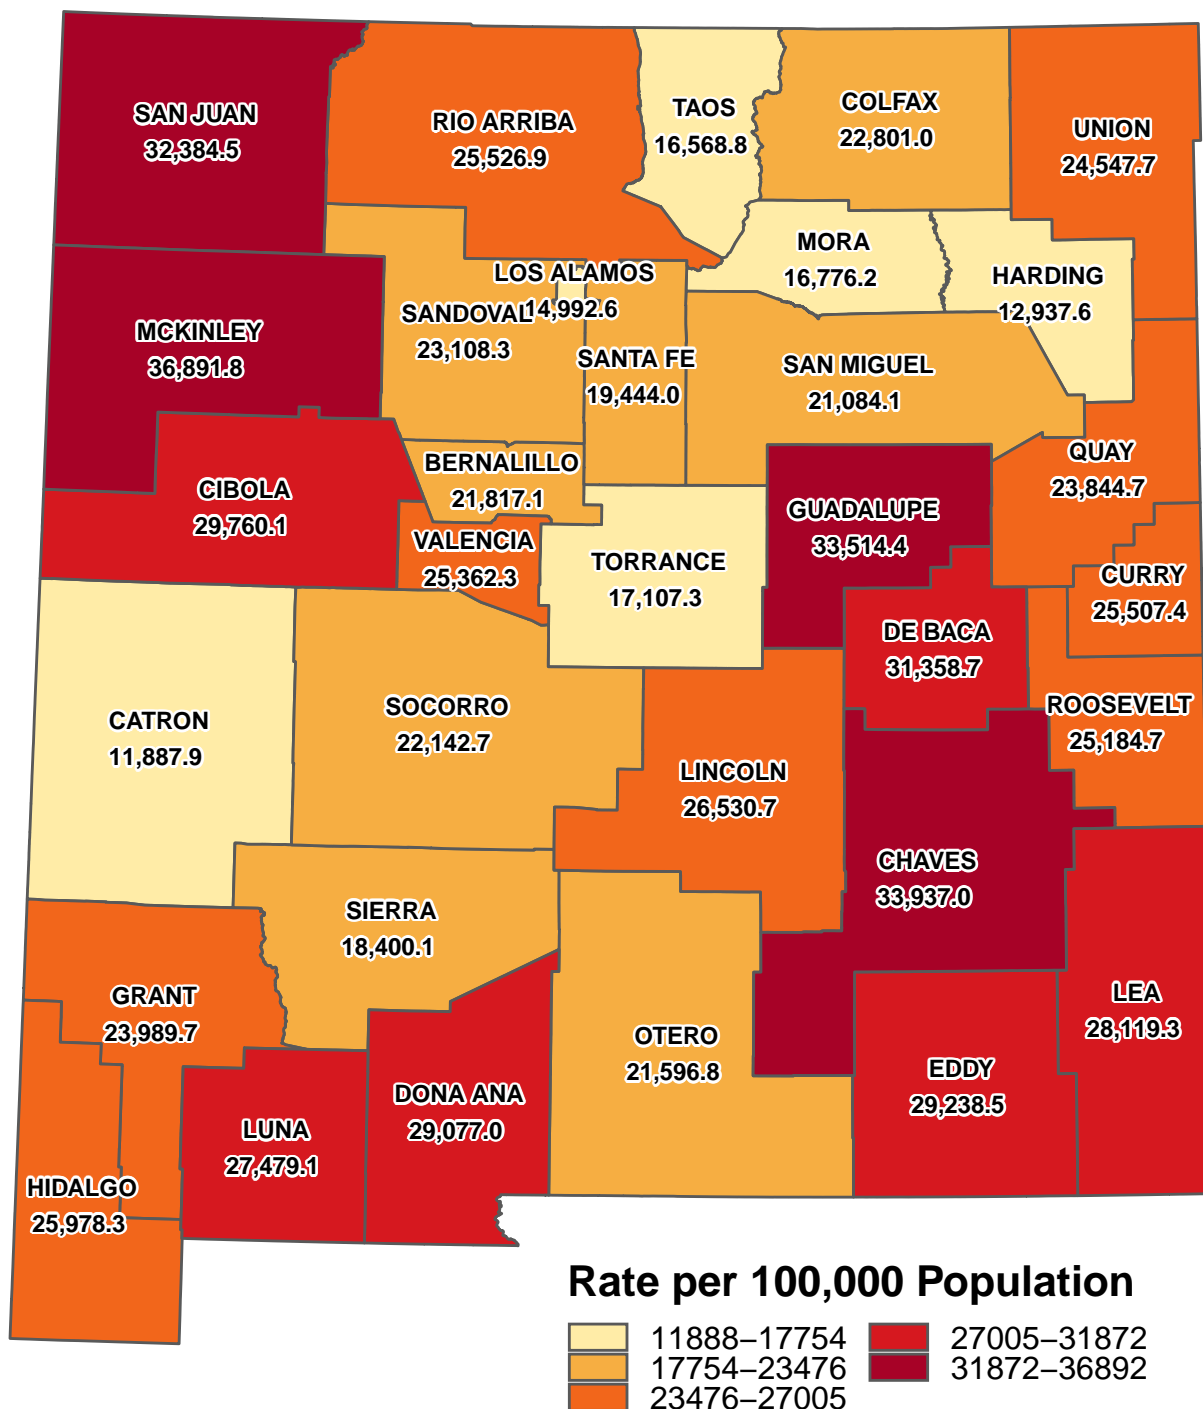 SAN JUAN
32,384.5
RIO ARRIBA
25,526.9
TAOS
16,568.8
COLFAX
22,801.0
UNION
24,547.7
MORA
16,776.2
HARDING
12,937.6
LOS ALAMOS
14,992.6
SANDOVAL
23,108.3
MCKINLEY
36,891.8
SANTA FE
19,444.0
SAN MIGUEL
21,084.1
QUAY
23,844.7
BERNALILLO
21,817.1
CIBOLA
29,760.1
GUADALUPE
33,514.4
VALENCIA
25,362.3
TORRANCE
17,107.3
CURRY
25,507.4
DE BACA
31,358.7
CATRON
11,887.9
SOCORRO
22,142.7
ROOSEVELT
25,184.7
LINCOLN
26,530.7
CHAVES
33,937.0
SIERRA
18,400.1
GRANT
23,989.7
LEA
28,119.3
OTERO
21,596.8
EDDY
29,238.5
DONA ANA
29,077.0
LUNA
27,479.1
HIDALGO
25,978.3
Rate per 100,000 Population
11888–17754
17754–23476
23476–27005
27005–31872
31872–36892